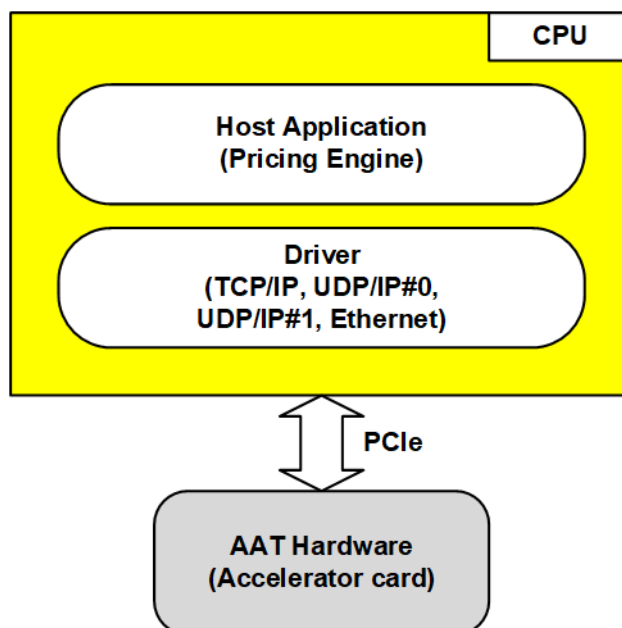 CPU
Host Application
(Pricing Engine)
Driver
(TCP/IP, UDP/IP#0,
UDP/IP#1, Ethernet)
PCIe
AAT Hardware
(Accelerator card)